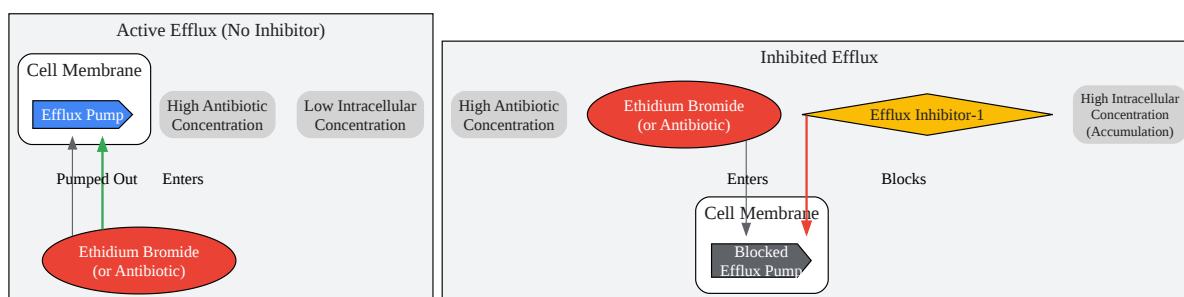 Active Efflux (No Inhibitor)
Cell Membrane
Efflux Pump
High Antibiotic
Concentration
Low Intracellular
Concentration
Pumped Out
Enters
Ethidium Bromide
(or Antibiotic)
Inhibited Efflux
High Antibiotic
Concentration
Ethidium Bromide
(or Antibiotic)
Efflux Inhibitor-1
High Intracellular
Concentration
(Accumulation)
Enters
Blocks
Cell Membrane
Blocked
Efflux Pump